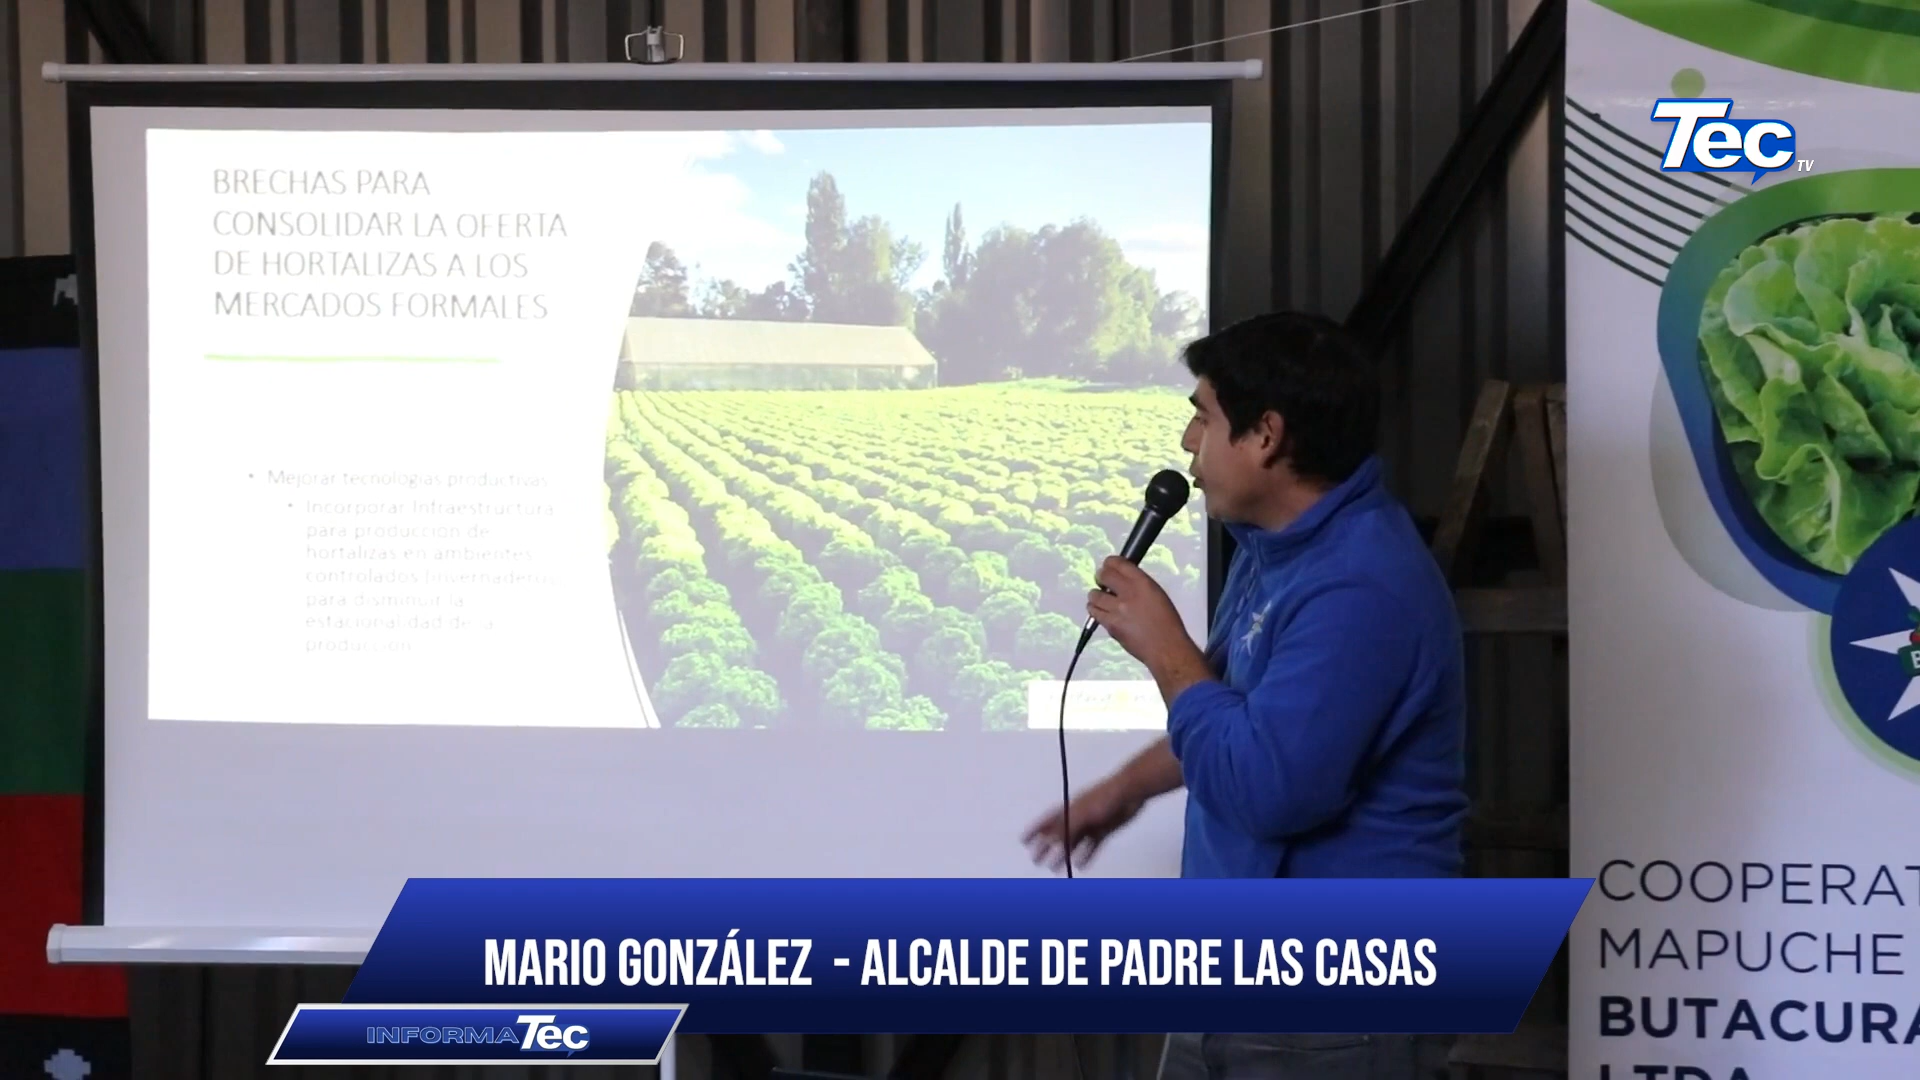 BRECHAS PARA
CONSOLIDAR LA OFERTA
DE HORTALIZAS A LOS
MERCADOS FORMALES
• Mejorar tecnologias productivas
• Incorporar Infraestructura
para producción de
hortalizas en ambientes
controlados (invernaderos)
para disminuir la
estacionalidad de la
producción
Tec TV
COOPERAT
MAPUCHE
BUTACURA
LTDA
MARIO GONZÁLEZ - ALCALDE DE PADRE LAS CASAS
INFORMATec